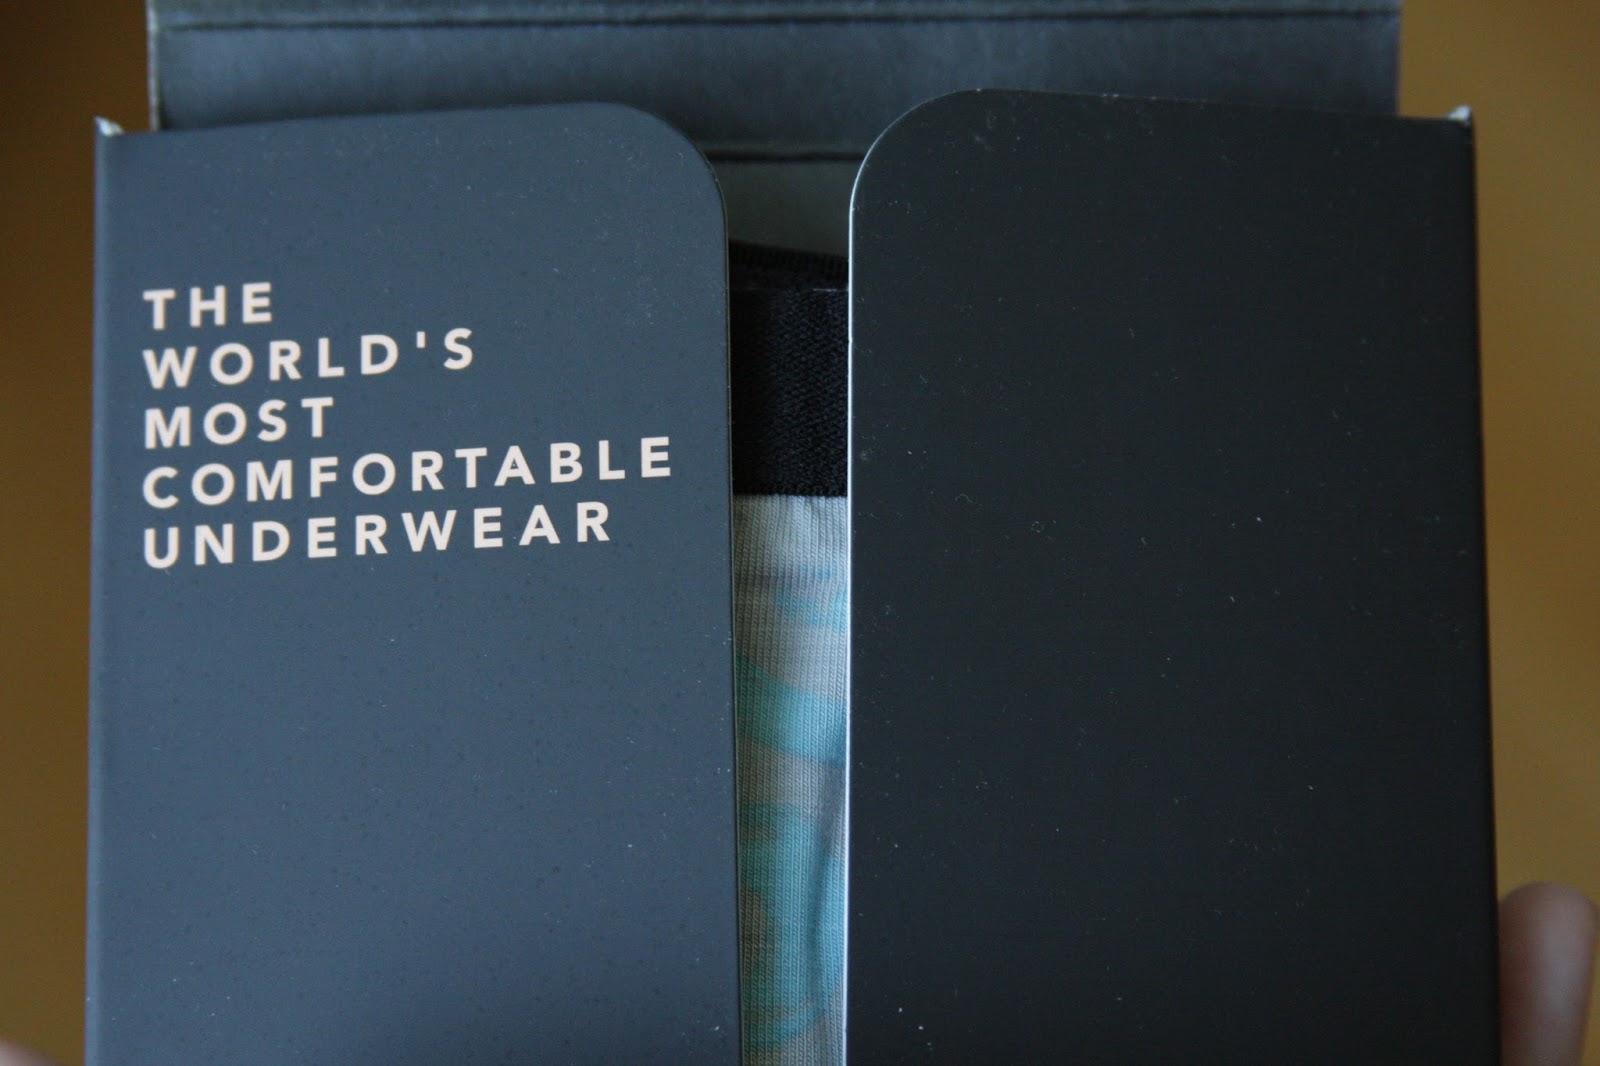 THE
WORLD'S
MOST
COMFORTABLE
UNDERWEAR